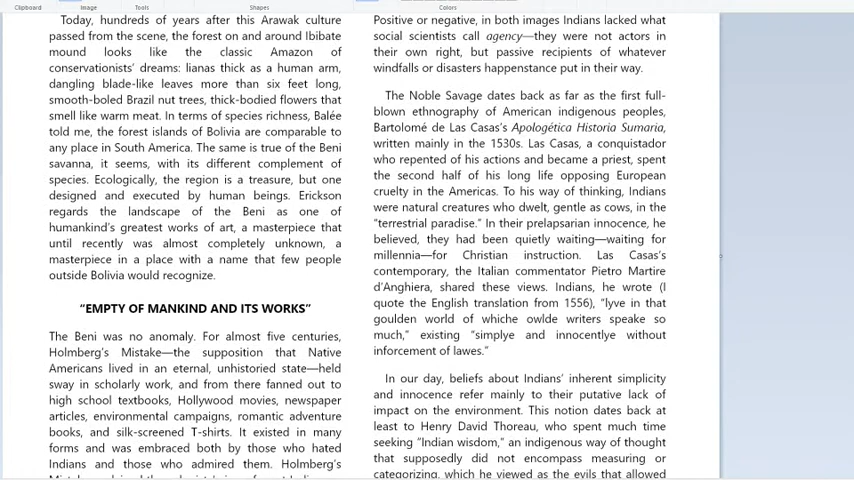 Clipboard
Image
Tools
Shapes
Colors
Today, hundreds of years after this Arawak culture
passed from the scene, the forest on and around Ibibate
mound looks like the classic Amazon of
conservationists' dreams: lianas thick as a human arm,
dangling blade-like leaves more than six feet long,
smooth-boled Brazil nut trees, thick-bodied flowers that
smell like warm meat. In terms of species richness, Balée
told me, the forest islands of Bolivia are comparable to
any place in South America. The same is true of the Beni
savanna, it seems, with its different complement of
species. Ecologically, the region is a treasure, but one
designed and executed by human beings. Erickson
regards the landscape of the Beni as one of
humankind's greatest works of art, a masterpiece that
until recently was almost completely unknown, a
masterpiece in a place with a name that few people
outside Bolivia would recognize.
“EMPTY OF MANKIND AND ITS WORKS”
The Beni was no anomaly. For almost five centuries,
Holmberg's Mistake—the supposition that Native
Americans lived in an eternal, unhistoried state—held
sway in scholarly work, and from there fanned out to
high school textbooks, Hollywood movies, newspaper
articles, environmental campaigns, romantic adventure
books, and silk-screened T-shirts. It existed in many
forms and was embraced both by those who hated
Indians and those who admired them. Holmberg's
Positive or negative, in both images Indians lacked what
social scientists call agency—they were not actors in
their own right, but passive recipients of whatever
windfalls or disasters happenstance put in their way.
The Noble Savage dates back as far as the first full-
blown ethnography of American indigenous peoples,
Bartolomé de Las Casas's Apologética Historia Sumaria,
written mainly in the 1530s. Las Casas, a conquistador
who repented of his actions and became a priest, spent
the second half of his long life opposing European
cruelty in the Americas. To his way of thinking, Indians
were natural creatures who dwelt, gentle as cows, in the
“terrestrial paradise.” In their prelapsarian innocence, he
believed, they had been quietly waiting—waiting for
millennia—for Christian instruction. Las Casas's
contemporary, the Italian commentator Pietro Martire
d'Anghiera, shared these views. Indians, he wrote (I
quote the English translation from 1556), “lyve in that
goulden world of whiche owlde writers speake so
much,” existing “simplye and innocentlye without
inforcement of lawes.”
In our day, beliefs about Indians' inherent simplicity
and innocence refer mainly to their putative lack of
impact on the environment. This notion dates back at
least to Henry David Thoreau, who spent much time
seeking “Indian wisdom,” an indigenous way of thought
that supposedly did not encompass measuring or
categorizing, which he viewed as the evils that allowed